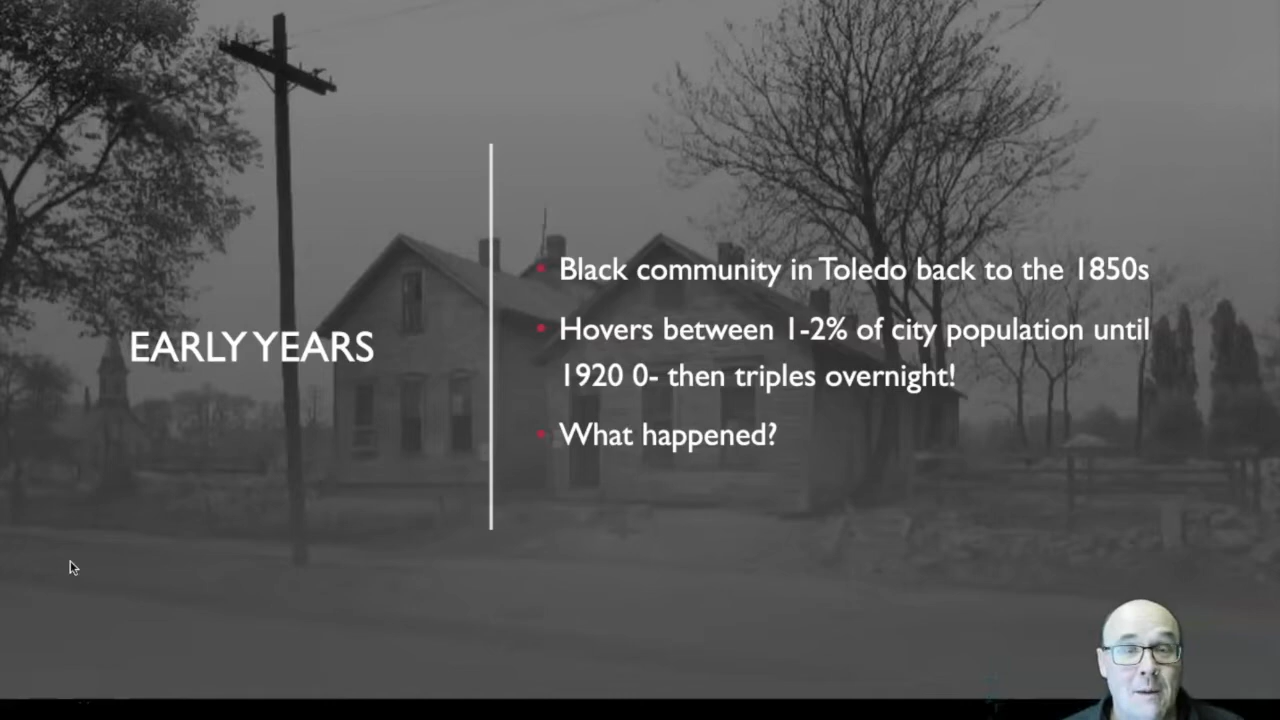 EARLY YEARS
Black community in Toledo back to the 1850s
Hovers between 1-2% of city population until
1920 0- then triples overnight!
What happened?